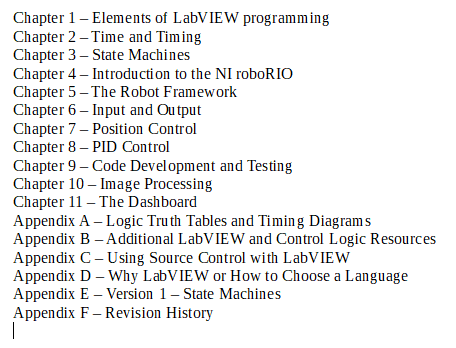 Chapter 1 – Elements of LabVIEW programming
Chapter 2 – Time and Timing
Chapter 3 – State Machines
Chapter 4 – Introduction to the NI roboRIO
Chapter 5 – The Robot Framework
Chapter 6 – Input and Output
Chapter 7 – Position Control
Chapter 8 – PID Control
Chapter 9 – Code Development and Testing
Chapter 10 – Image Processing
Chapter 11 – The Dashboard
Appendix A – Logic Truth Tables and Timing Diagrams
Appendix B – Additional LabVIEW and Control Logic Resources
Appendix C – Using Source Control with LabVIEW
Appendix D – Why LabVIEW or How to Choose a Language
Appendix E – Version 1 – State Machines
Appendix F – Revision History